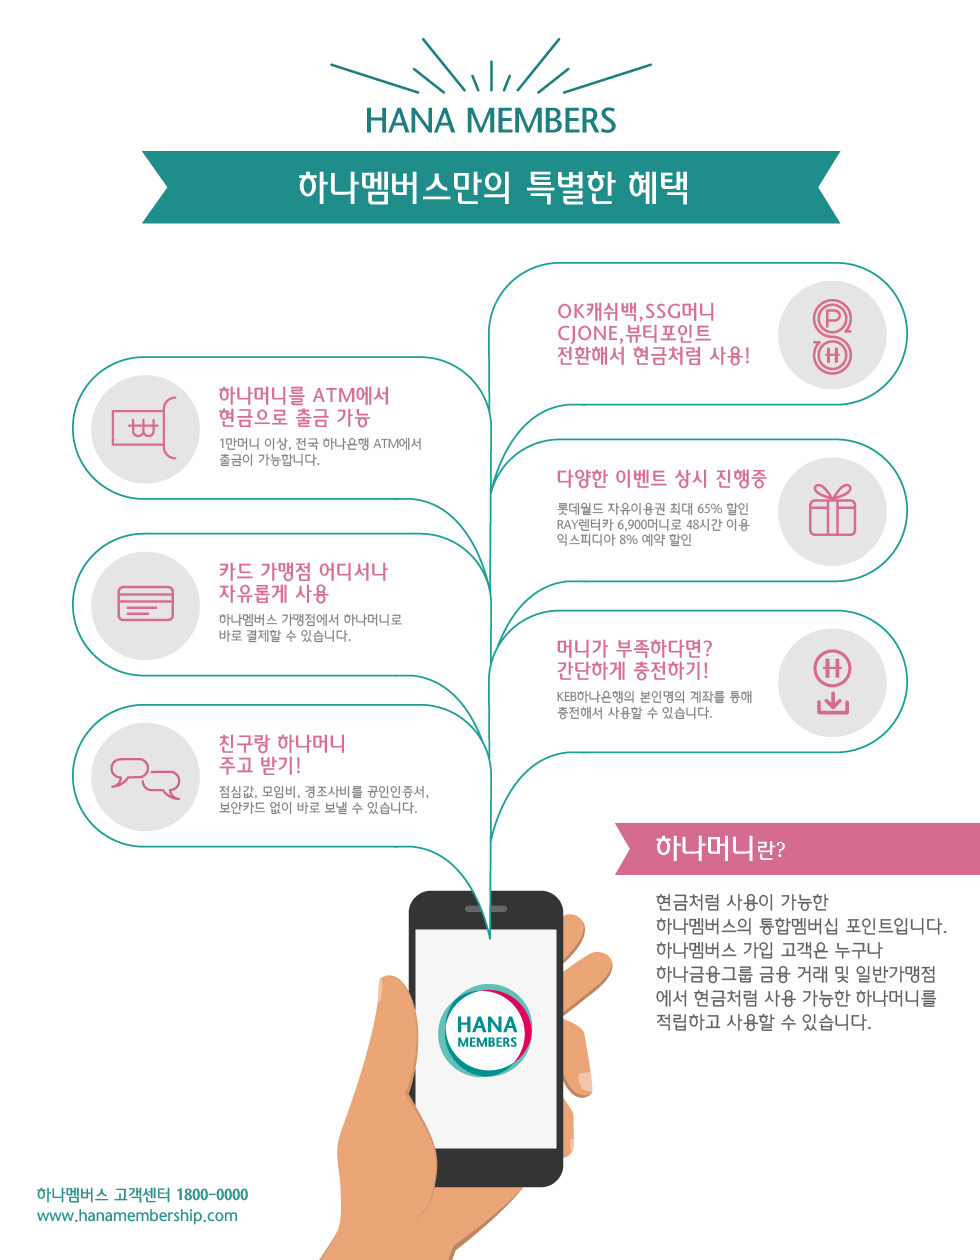 HANA MEMBERS
하나멤버스만의 특별한 혜택
OK캐쉬백,SSG머니
CJONE,뷰티포인트
전환해서 현금처럼 사용!
P
H
하나머니를 ATM에서
현금으로 출금 가능
1만머니 이상, 전국 하나은행 ATM에서
출금이 가능합니다.
₩
다양한 이벤트 상시 진행중
롯데월드 자유이용권 최대 65% 할인
RAY렌터카 6,900머니로 48시간 이용
익스피디아 8% 예약 할인
카드 가맹점 어디서나
자유롭게 사용
하나멤버스 가맹점에서 하나머니로
바로 결제할 수 있습니다.
머니가 부족하다면?
간단하게 충전하기!
KEB하나은행의 본인명의 계좌를 통해
충전해서 사용할 수 있습니다.
H
친구랑 하나머니
주고 받기!
점심값, 모임비, 경조사비를 공인인증서,
보안카드 없이 바로 보낼 수 있습니다.
하나머니란?
현금처럼 사용이 가능한
하나멤버스의 통합멤버십 포인트입니다.
하나멤버스 가입 고객은 누구나
하나금융그룹 금융 거래 및 일반가맹점
에서 현금처럼 사용 가능한 하나머니를
적립하고 사용할 수 있습니다.
HANA
MEMBERS
하나멤버스 고객센터 1800-0000
www.hanamembership.com